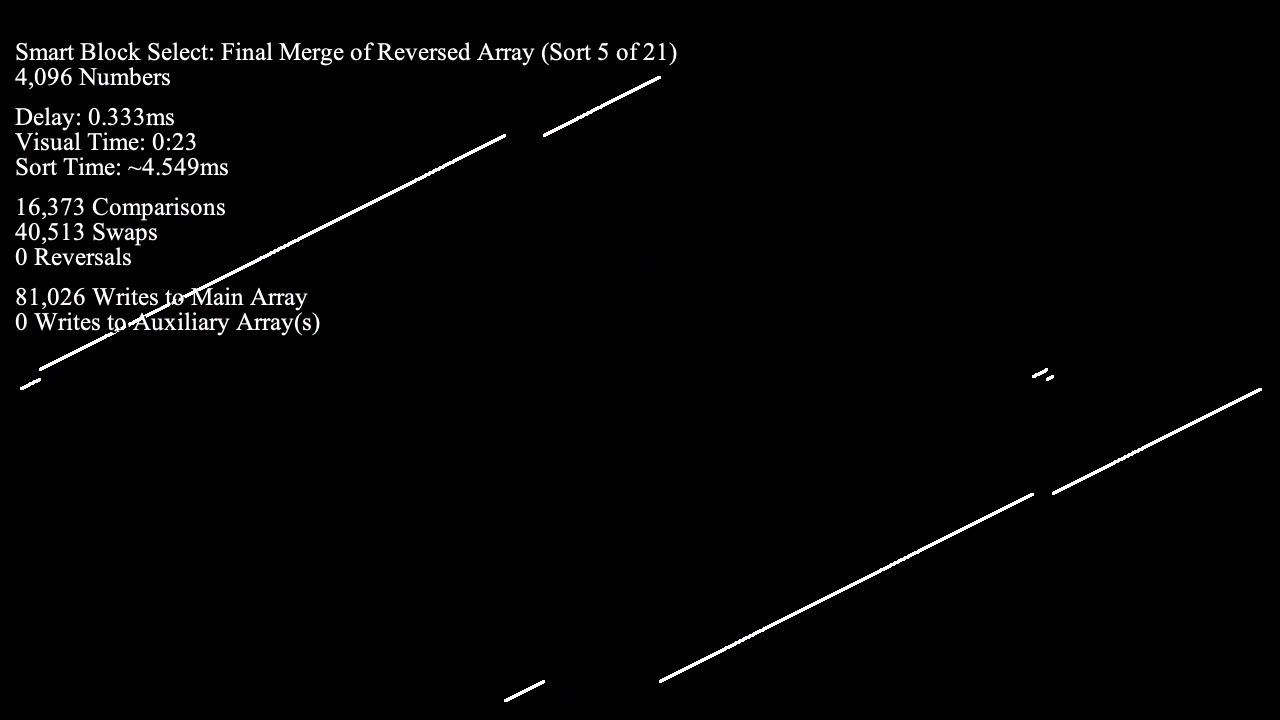 Smart Block Select: Final Merge of Reversed Array (Sort 5 of 21)
4,096 Numbers
Delay: 0.333ms
Visual Time: 0:23
Sort Time: ~4.549ms
16,373 Comparisons
40,513 Swaps
0 Reversals
81,026 Writes to Main Array
0 Writes to Auxiliary Array(s)